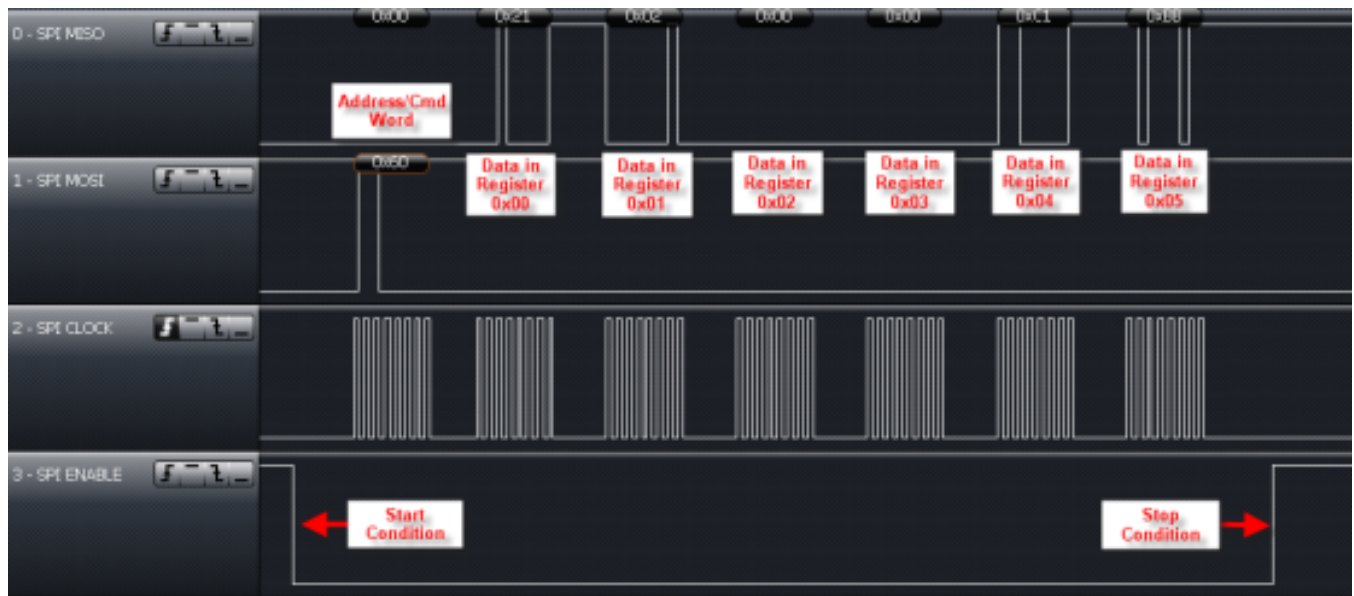 0x00
0x21
0x02
0x00
0x00
0xC1
0xBB
0 - SPI MISO
Address/Cmd
Word
0x60
1 - SPI MOSI
Data in
Register
0x00
Data in
Register
0x01
Data in
Register
0x02
Data in
Register
0x03
Data in
Register
0x04
Data in
Register
0x05
2 - SPI CLOCK
3 - SPI ENABLE
Start
Condition
Stop
Condition